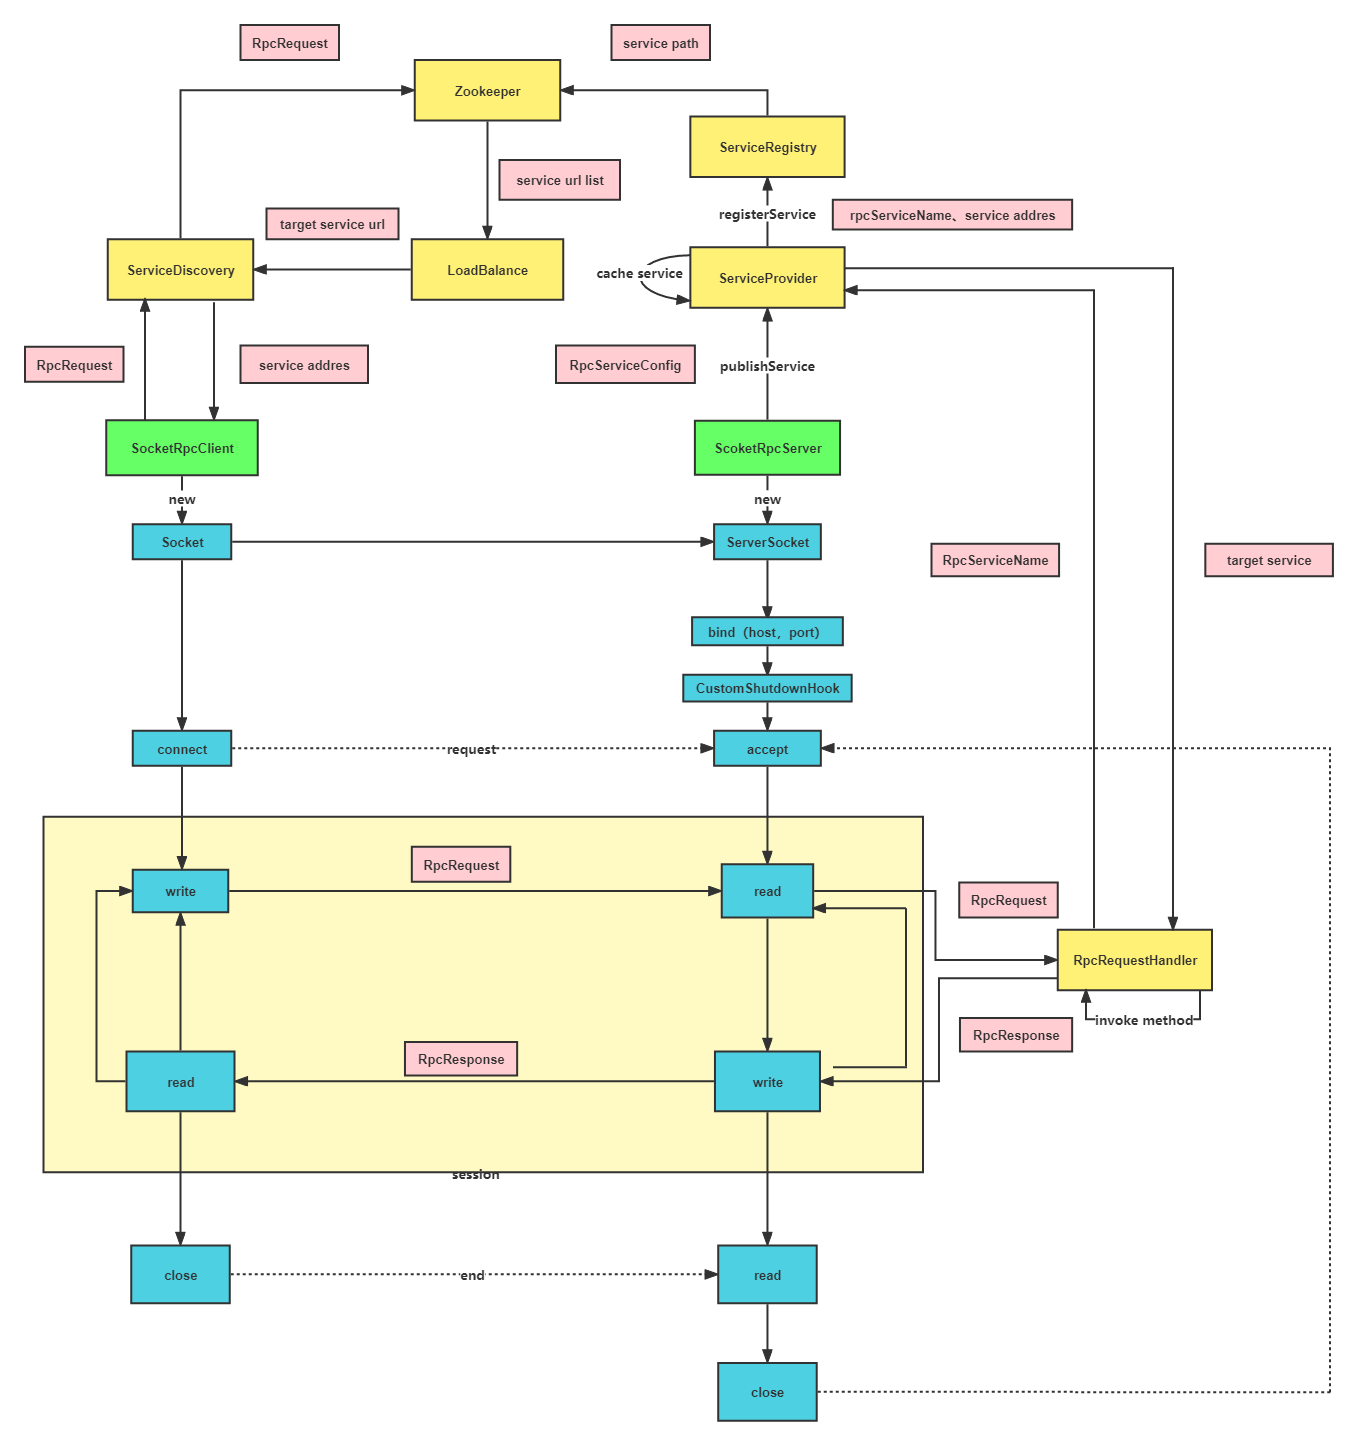 RpcRequest
service path
Zookeeper
ServiceRegistry
service url list
registerService
rpcServiceName、service addres
target service url
ServiceDiscovery
LoadBalance
cache service
ServiceProvider
RpcRequest
service addres
RpcServiceConfig
publishService
SocketRpcClient
ScoketRpcServer
new
new
Socket
ServerSocket
RpcServiceName
target service
bind（host，port）
CustomShutdownHook
connect
request
accept
RpcRequest
write
read
RpcRequest
RpcRequestHandler
invoke method
RpcResponse
RpcResponse
read
write
session
close
end
read
close